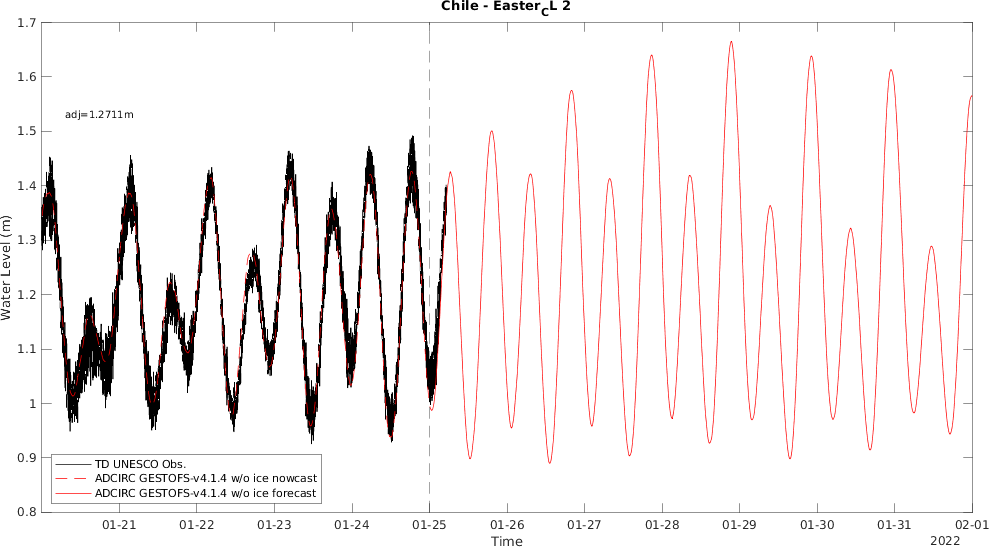 Chile - Easter_CL 2
1.7
1.6
1.5
1.4
1.3
1.2
1.1
1
0.9
0.8
Water Level (m)
adj=1.2711m
TD UNESCO Obs.
ADCIRC GESTOFS-v4.1.4 w/o ice nowcast
ADCIRC GESTOFS-v4.1.4 w/o ice forecast
01-21 01-22 01-23 01-24 01-25 01-26 01-27 01-28 01-29 01-30 01-31 02-01
Time
2022